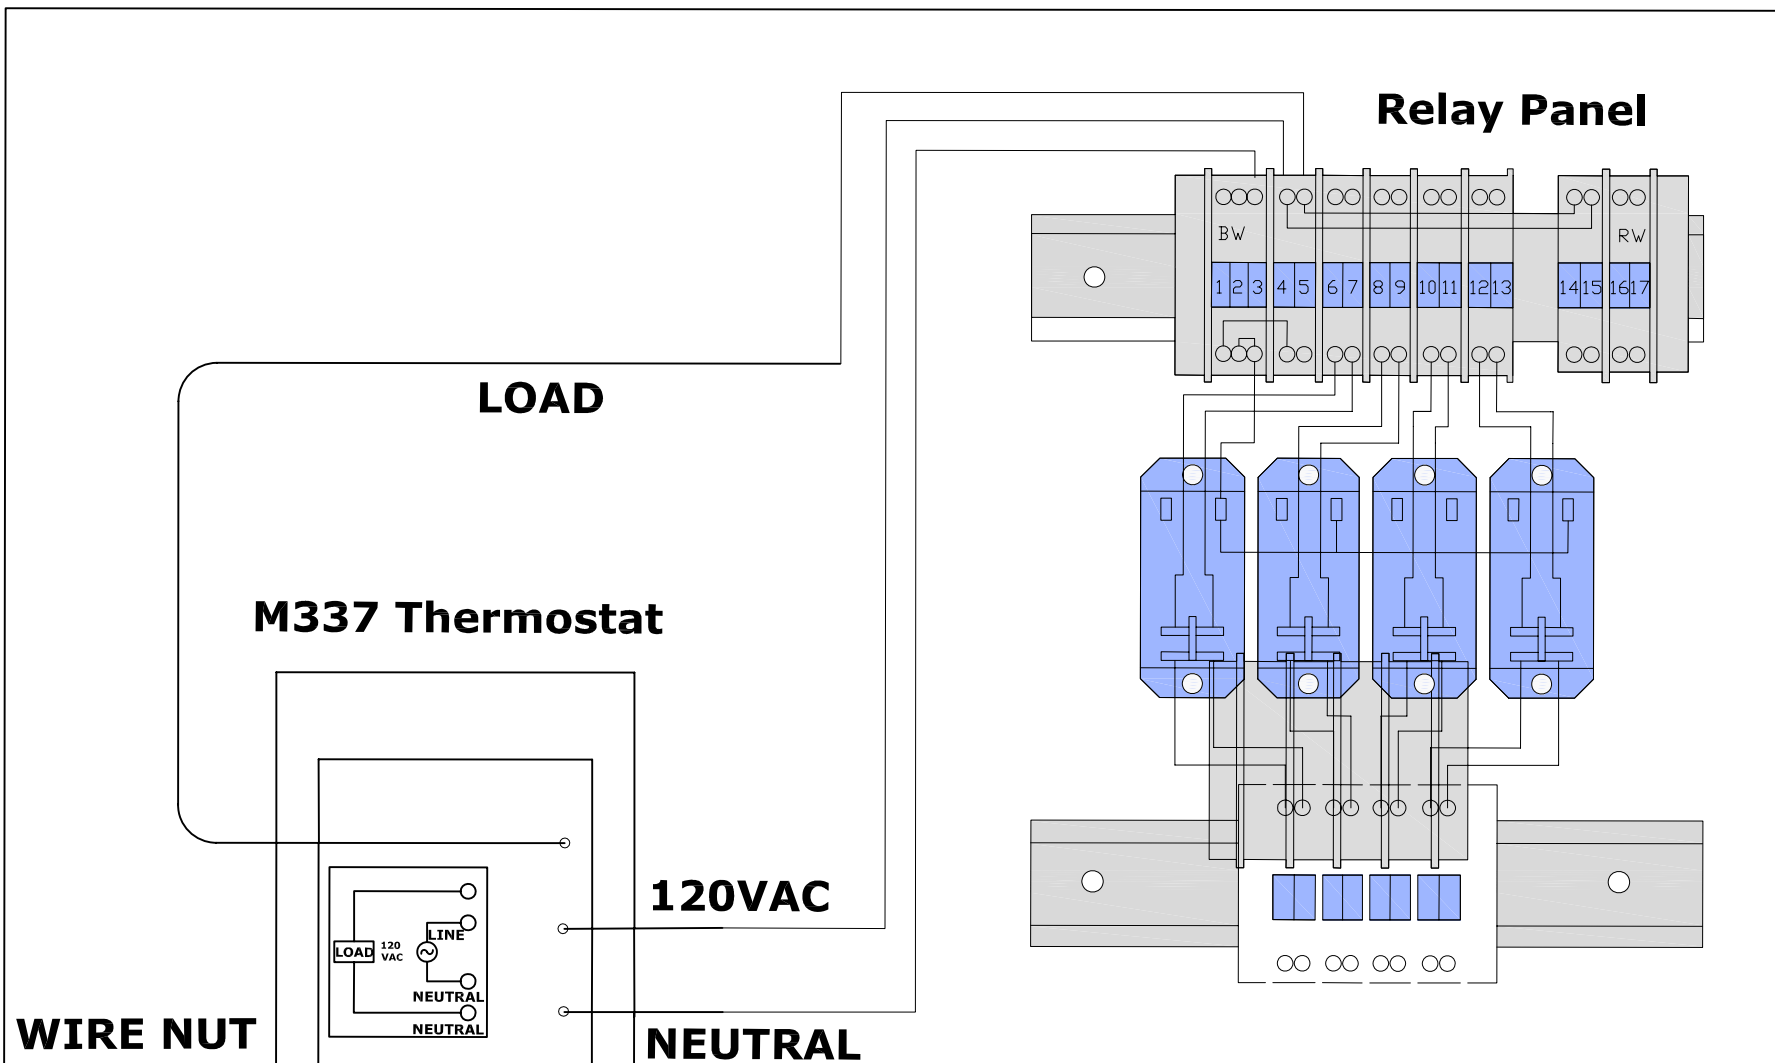 Relay Panel
BW
RW
1 2 3 4 5 6 7 8 9 10 11 12 13 14 15 16 17
LOAD
M337 Thermostat
120VAC
LINE
LOAD
120
VAC
NEUTRAL
NEUTRAL
WIRE NUT
NEUTRAL